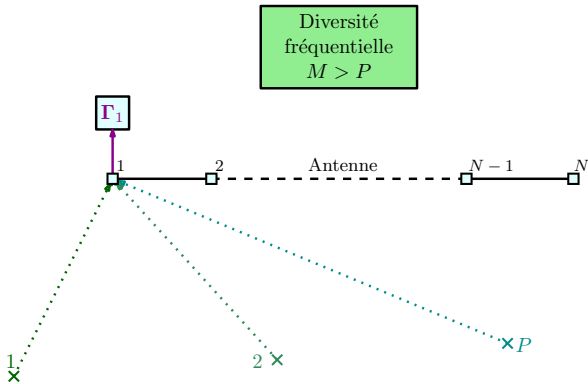 Diversité
fréquentielle
M > P
Γ₁
1
2
Antenne
N − 1
N
1
2
P